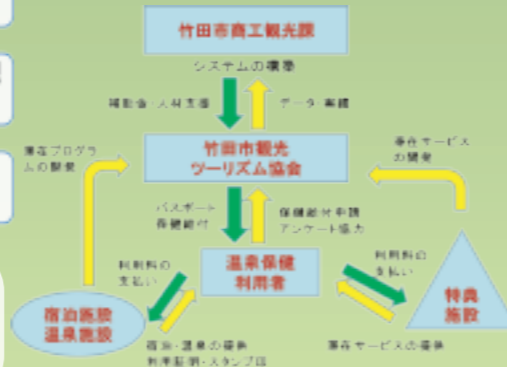 竹田市商工観光課
システムの構築
補助金・人材支援
データ・実績
滞在プログラ
ムの開発
竹田市観光
ツーリズム協会
滞在サービス
の開発
パスポート
保健給付
保健給付申請
アンケート協力
利用料の
支払い
温泉保健
利用者
利用料の
支払い
宿泊施設
温泉施設
特典
施設
宿泊・温泉の提供
利用証明・スタンプ印
滞在サービスの提供